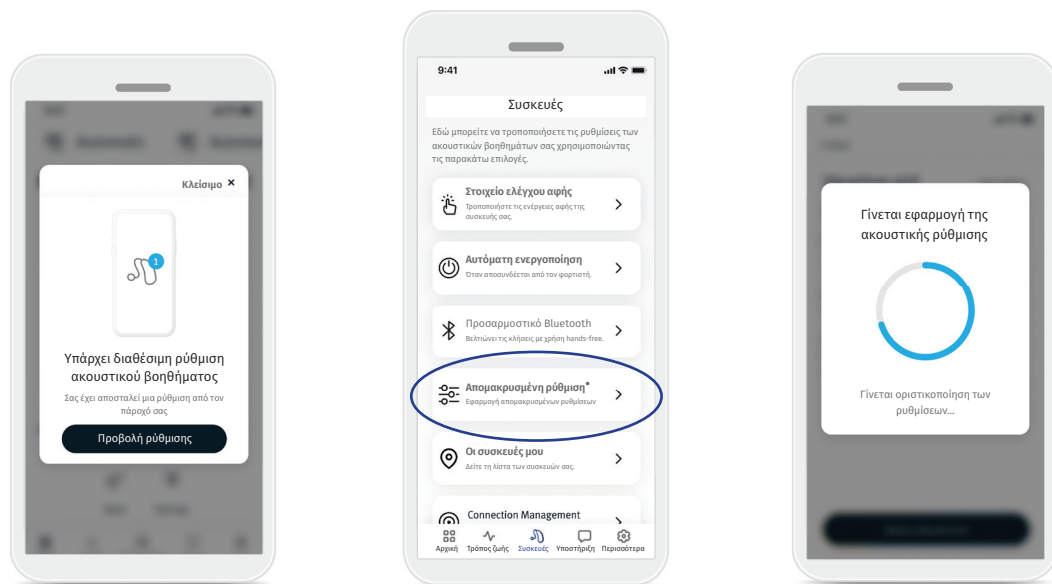 Κλείσιμο ×
1
Υπάρχει διαθέσιμη ρύθμιση
ακουστικού βοηθήματος
Σας έχει αποσταλεί μια ρύθμιση από τον
πάροχό σας
Προβολή ρύθμισης
9:41
Συσκευές
Εδώ μπορείτε να τροποποιήσετε τις ρυθμίσεις των
ακουστικών βοηθημάτων σας χρησιμοποιώντας
τις παρακάτω επιλογές.
Στοιχείο ελέγχου αφής
Τροποποιήστε τις ενέργειες αφής της
συσκευής σας.
Αυτόματη ενεργοποίηση
Όταν αποσυνδέεται από τον φορτιστή.
Προσαρμοστικό Bluetooth
Βελτιώνει τις κλήσεις με χρήση hands-free.
Απομακρυσμένη ρύθμιση*
Εφαρμογή απομακρυσμένων ρυθμίσεων
Οι συσκευές μου
Δείτε τη λίστα των συσκευών σας.
Connection Management
Αρχική Τρόπος ζωής Συσκευές Υποστήριξη Περισσότερα
Γίνεται εφαρμογή της
ακουστικής ρύθμισης
Γίνεται οριστικοποίηση των
ρυθμίσεων...